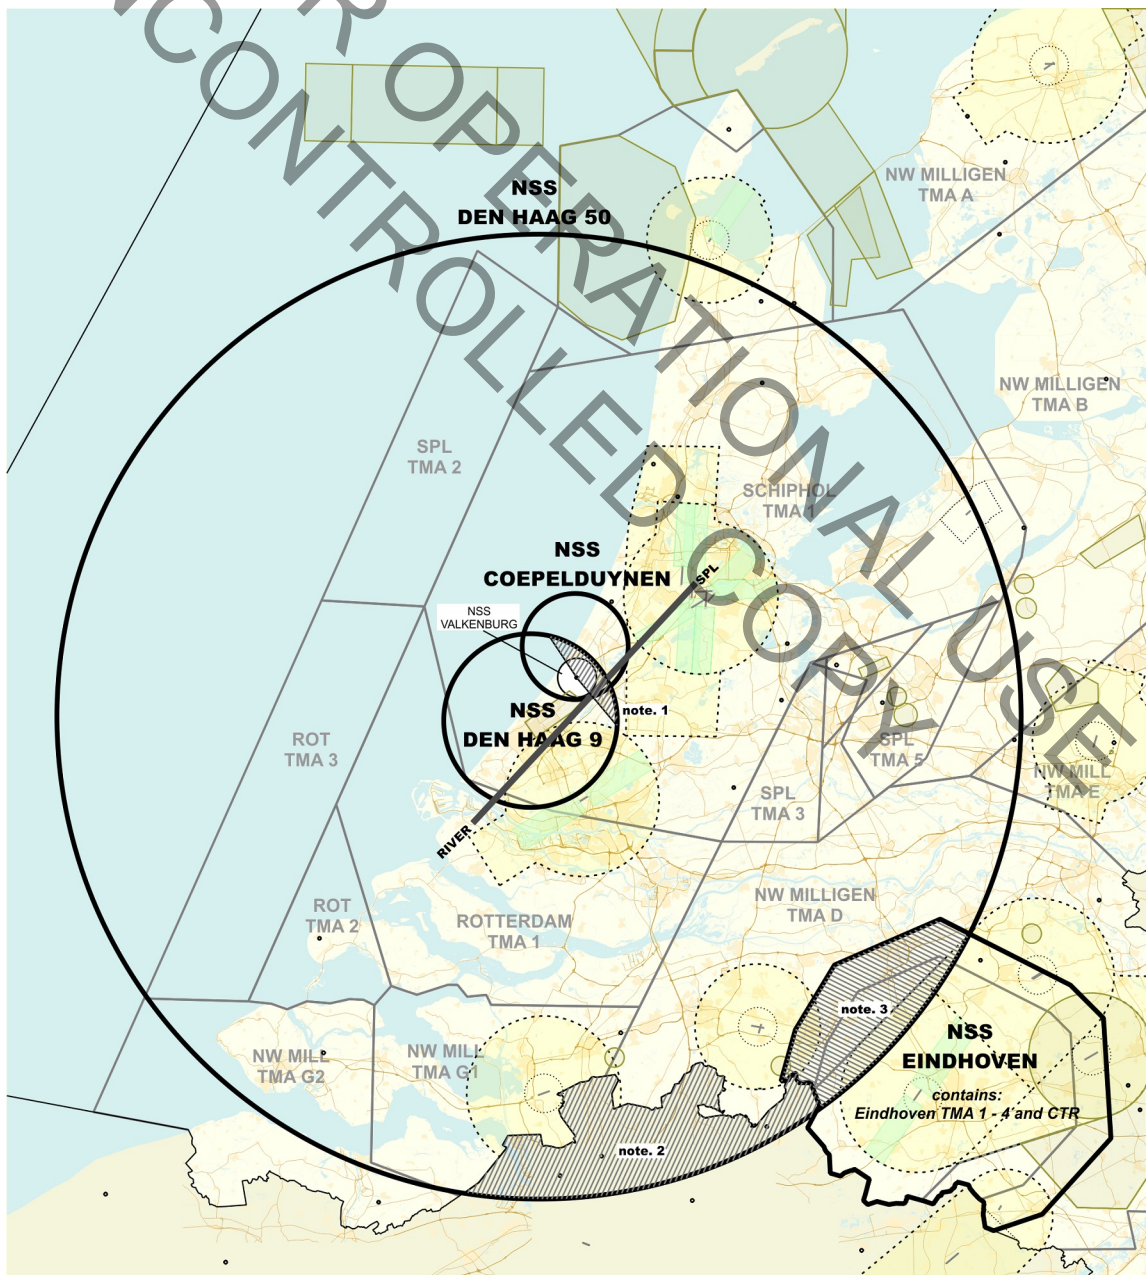 R OPERATIONAL USE
NCONTROLLED COPY
NSS
DEN HAAG 50
NW MILLIGEN
TMA A
NW MILLIGEN
TMA B
SPL
TMA 2
SCHIPHOL
TMA 1
NSS
COEPELDUYNEN
SPL
NSS
VALKENBURG
NSS
DEN HAAG 9
note. 1
ROT
TMA 3
SPL
TMA 5
NW MILL
TMA E
SPL
TMA 3
RIVER
ROT
TMA 2
ROTTERDAM
TMA 1
NW MILLIGEN
TMA D
note. 3
NSS
EINDHOVEN
contains:
Eindhoven TMA 1 - 4 and CTR
NW MILL
TMA G2
NW MILL
TMA G1
note. 2